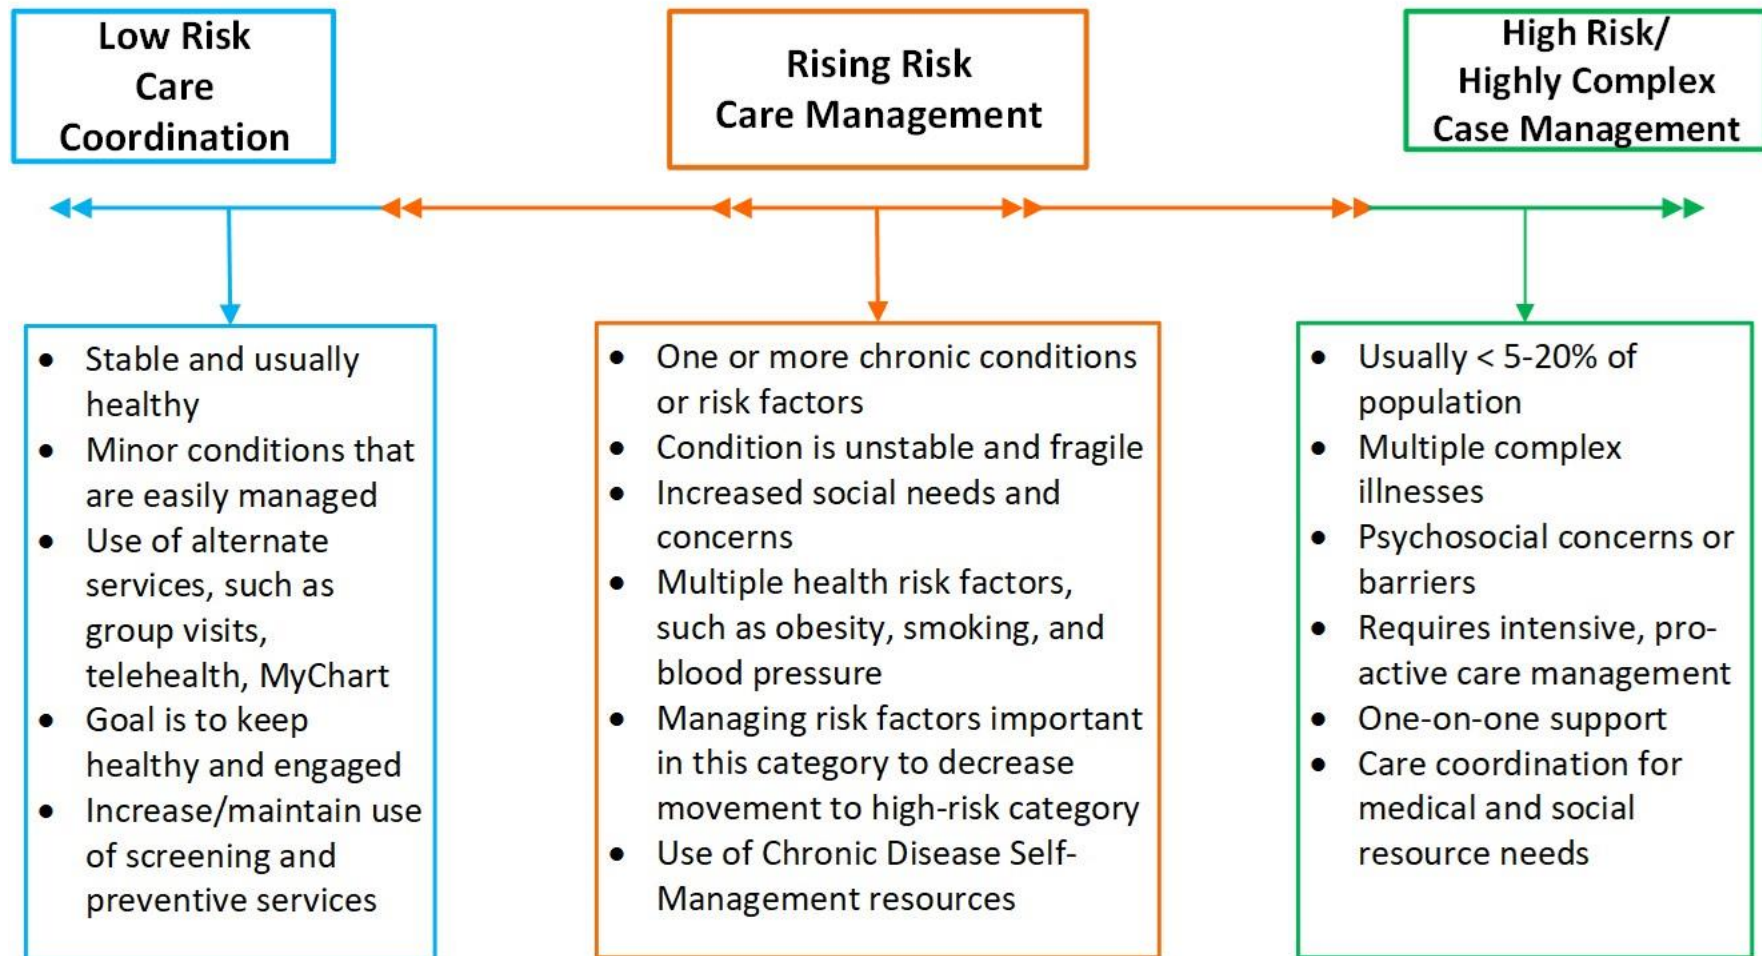 Low Risk
Care
Coordination
Rising Risk
Care Management
High Risk/
Highly Complex
Case Management
• Stable and usually
healthy
• Minor conditions that
are easily managed
• Use of alternate
services, such as
group visits,
telehealth, MyChart
• Goal is to keep
healthy and engaged
• Increase/maintain use
of screening and
preventive services
• One or more chronic conditions
or risk factors
• Condition is unstable and fragile
• Increased social needs and
concerns
• Multiple health risk factors,
such as obesity, smoking, and
blood pressure
• Managing risk factors important
in this category to decrease
movement to high-risk category
• Use of Chronic Disease Self-
Management resources
• Usually < 5-20% of
population
• Multiple complex
illnesses
• Psychosocial concerns or
barriers
• Requires intensive, pro-
active care management
• One-on-one support
• Care coordination for
medical and social
resource needs